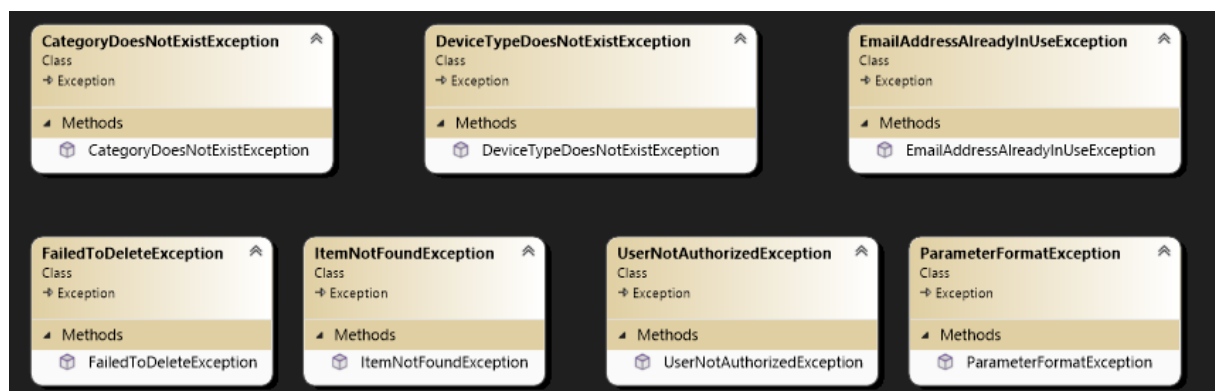 CategoryDoesNotExistException
Class
Exception
Methods
CategoryDoesNotExistException
DeviceTypeDoesNotExistException
Class
Exception
Methods
DeviceTypeDoesNotExistException
EmailAddressAlreadyInUseException
Class
Exception
Methods
EmailAddressAlreadyInUseException
FailedToDeleteException
Class
Exception
Methods
FailedToDeleteException
ItemNotFoundException
Class
Exception
Methods
ItemNotFoundException
UserNotAuthorizedException
Class
Exception
Methods
UserNotAuthorizedException
ParameterFormatException
Class
Exception
Methods
ParameterFormatException